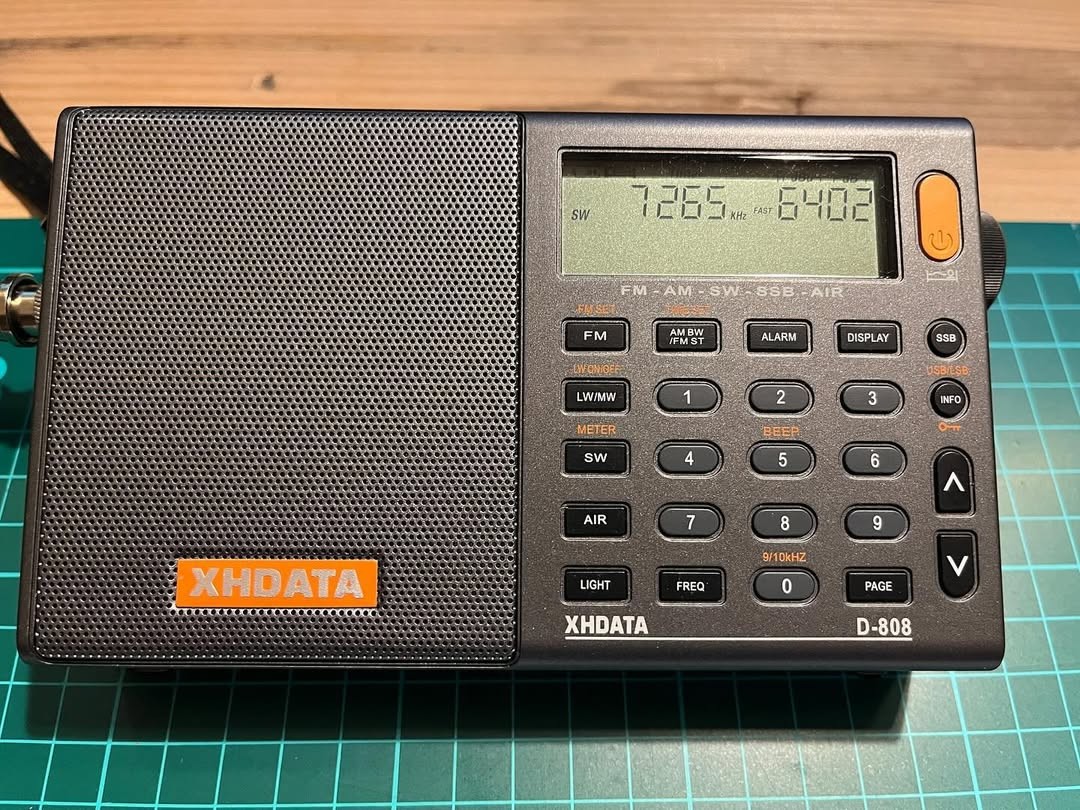 SW 7265 KHz FAST 6402
FM - AM - SW - SSB - AIR
FM SET
FM
AM BW
/FM ST
ALARM
DISPLAY
SSB
USB/LSB
LW ON/OFF
LW/MW
1
2
3
INFO
METER
BEEP
SW
4
5
6
AIR
7
8
9
9/10kHZ
LIGHT
FREQ
0
PAGE
XHDATA
XHDATA
D-808